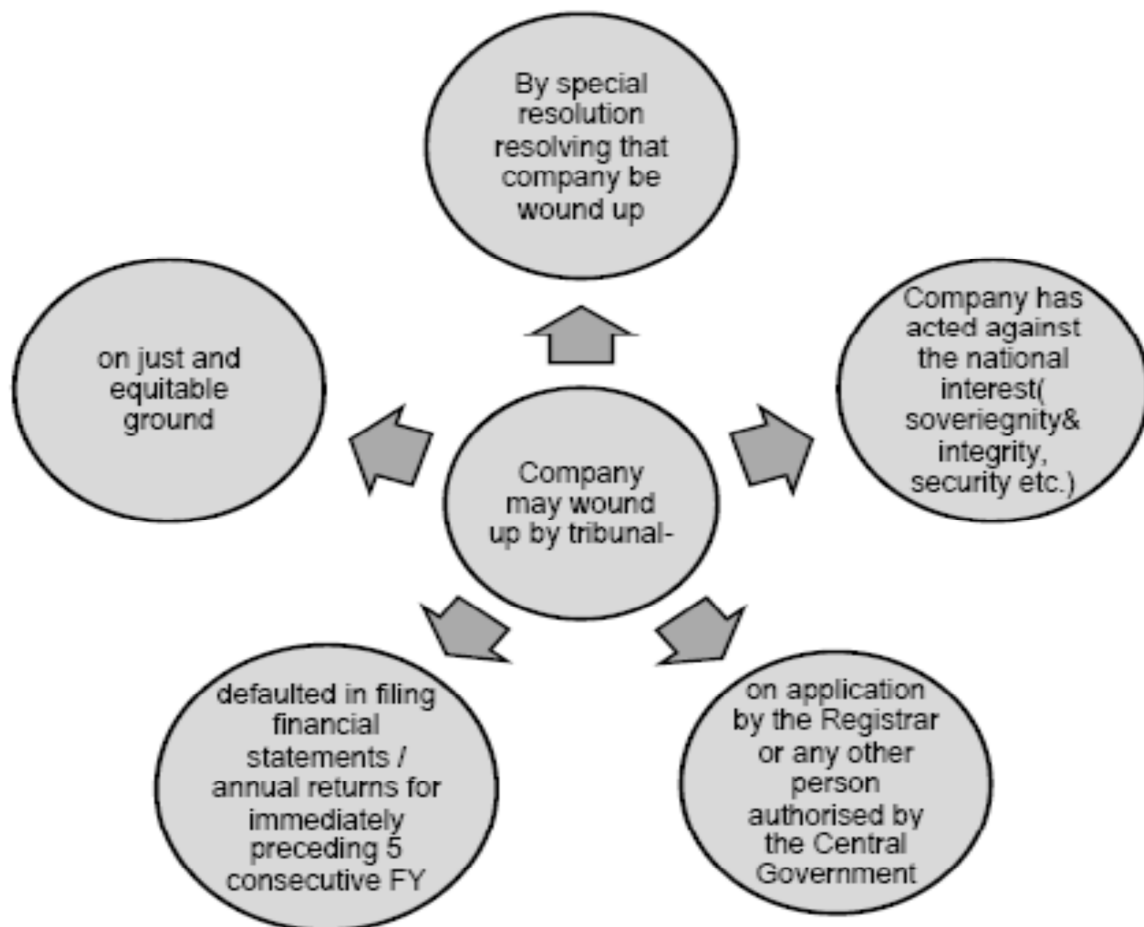 By special
resolution
resolving that
company be
wound up
Company has
acted against
the national
interest(
soveriegnity&
integrity,
security etc.)
on just and
equitable
ground
Company
may wound
up by tribunal-
defaulted in filing
financial
statements /
annual returns for
immediately
preceding 5
consecutive FY
on application
by the Registrar
or any other
person
authorised by
the Central
Government